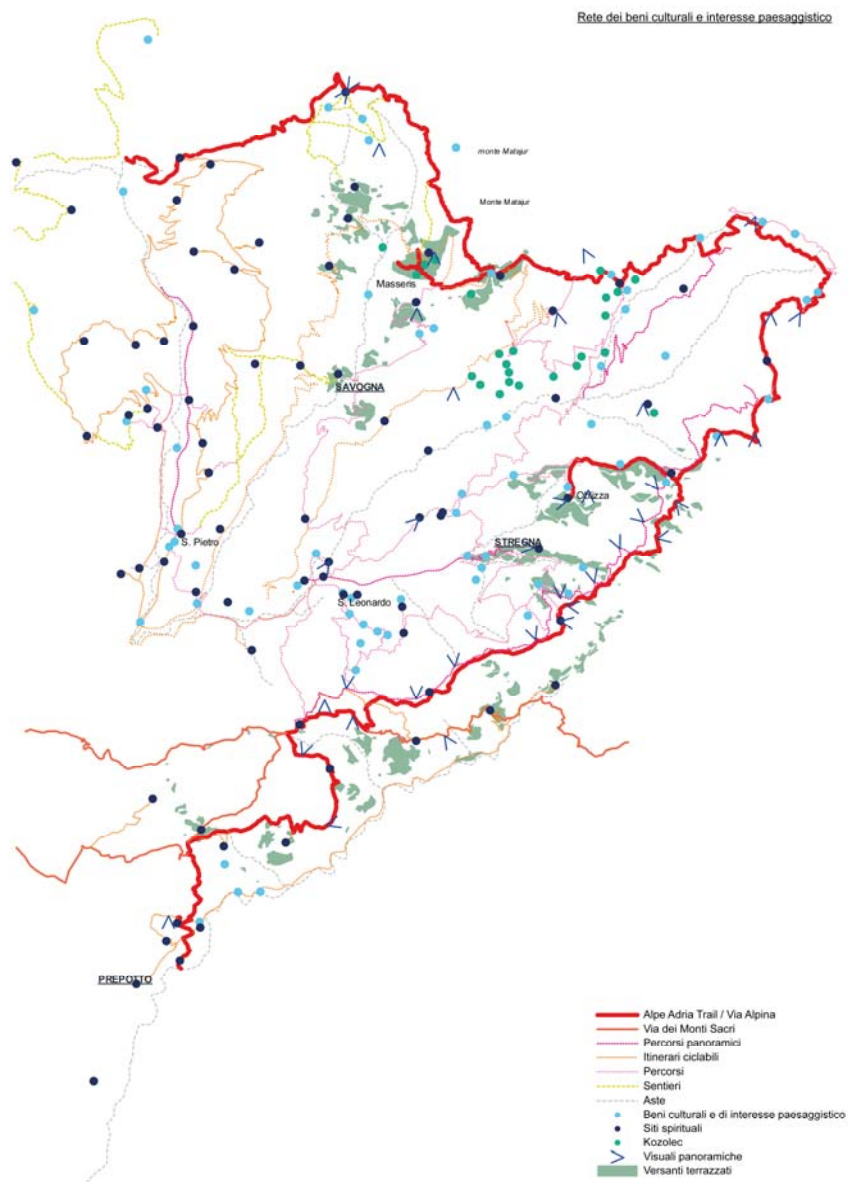 Rete dei beni culturali e interesse paesaggistico
monte Matajur
Monte Matajur
Masseris
SAVOGNA
Oblizza
S. Pietro
STREGNA
S. Leonardo
PREPOTTO
Alpe Adria Trail / Via Alpina
Via dei Monti Sacri
Percorsi panoramici
Itinerari ciclabili
Percorsi
Sentieri
Aste
Beni culturali e di interesse paesaggistico
Siti spirituali
Kozolec
Visuali panoramiche
Versanti terrazzati